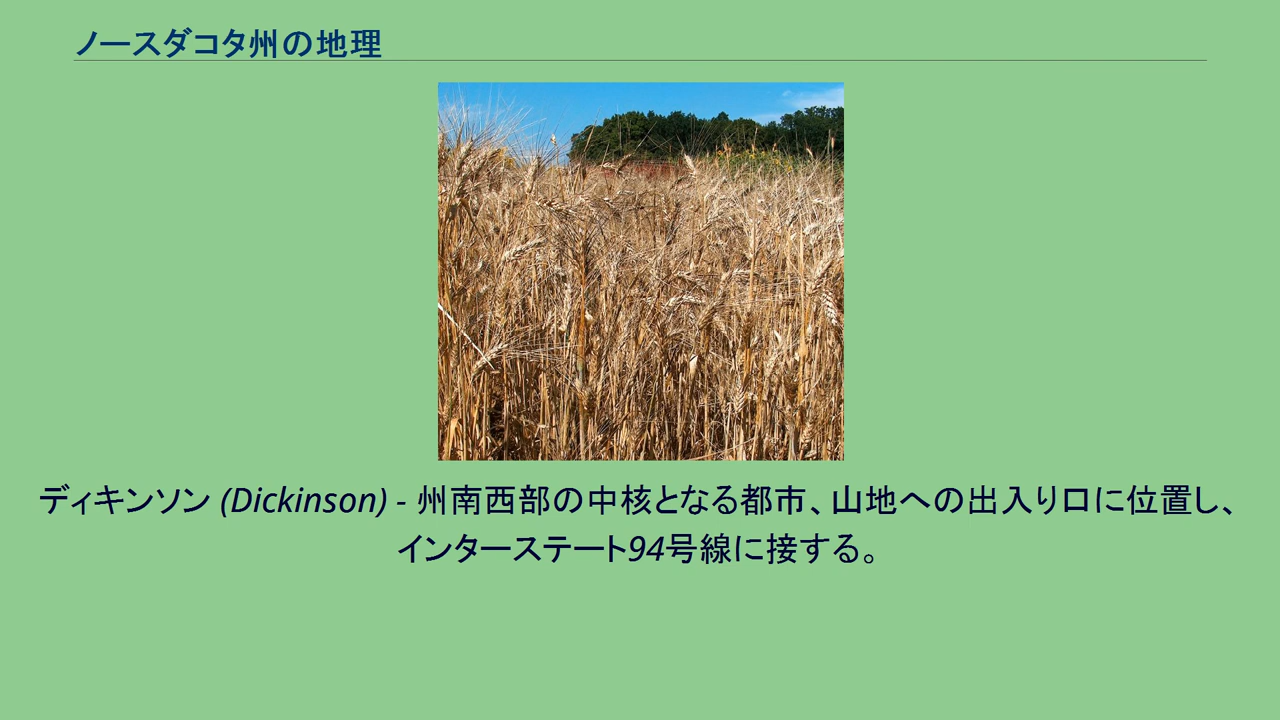 ノースダコタ州の地理
ディキンソン (Dickinson) - 州南西部の中核となる都市、山地への出入り口に位置し、
インターステート94号線に接する。